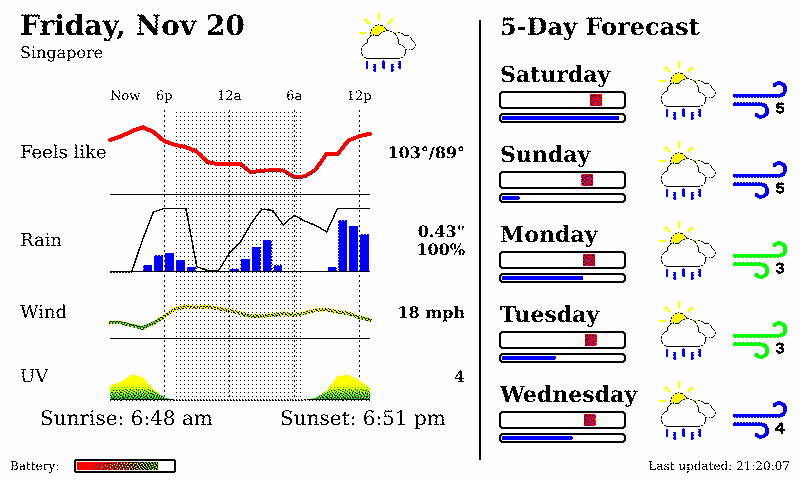 Friday, Nov 20
Singapore
Now 6p 12a 6a 12p
Feels like 103°/89°
Rain 0.43"
100%
Wind 18 mph
UV 4
Sunrise: 6:48 am Sunset: 6:51 pm
Battery:
5-Day Forecast
Saturday
5
Sunday
5
Monday
3
Tuesday
3
Wednesday
4
Last updated: 21:20:07